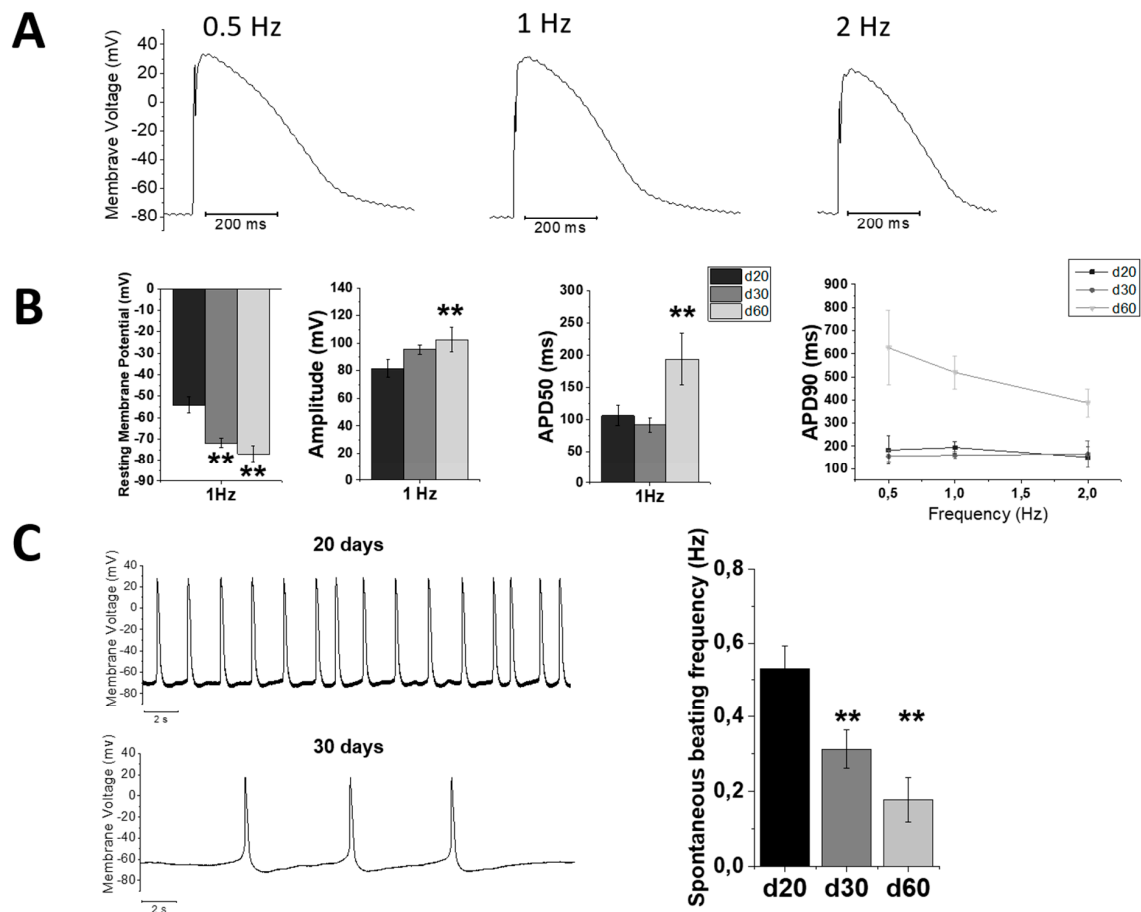 A
0.5 Hz
1 Hz
2 Hz
Membrave Voltage (mV)
40
20
0
-20
-40
-60
-80
200 ms
200 ms
200 ms
B
Resting Membrane Potential (mV)
0
-5
-10
-20
-30
-40
-50
-60
-70
-80
-90
** **
1Hz
Amplitude (mV)
140
120
100
80
60
40
20
0
**
1 Hz
APD50 (ms)
300
250
200
150
100
50
0
**
1Hz
d20
d30
d60
APD90 (ms)
900
800
700
600
500
400
300
200
100
0,5
1,0
1,5
2,0
Frequency (Hz)
d20
d30
d60
C
20 days
Membrane Voltage (mV)
40
20
0
-20
-40
-60
-80
2 s
30 days
Membrane Voltage (mv)
40
20
0
-20
-40
-60
-80
2 s
Spontaneous beating frequency (Hz)
0,8
0,6
0,4
0,2
0,0
** **
d20 d30 d60